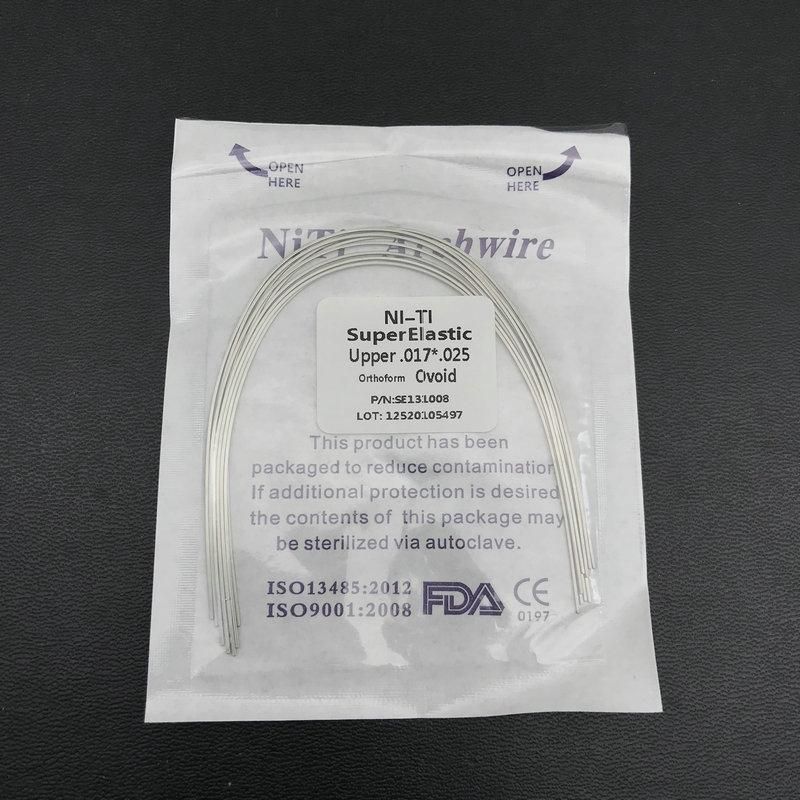 OPEN
HERE
OPEN
HERE
NiTi Archwire
NI-TI
SuperElastic
Upper .017*.025
Orthoform Ovoid
P/N:SE131008
LOT: 12520105497
This product has been
packaged to reduce contamination
If additional protection is desired
the contents of this package may
be sterilized via autoclave.
ISO13485:2012
ISO9001:2008
FDA
CE
0197